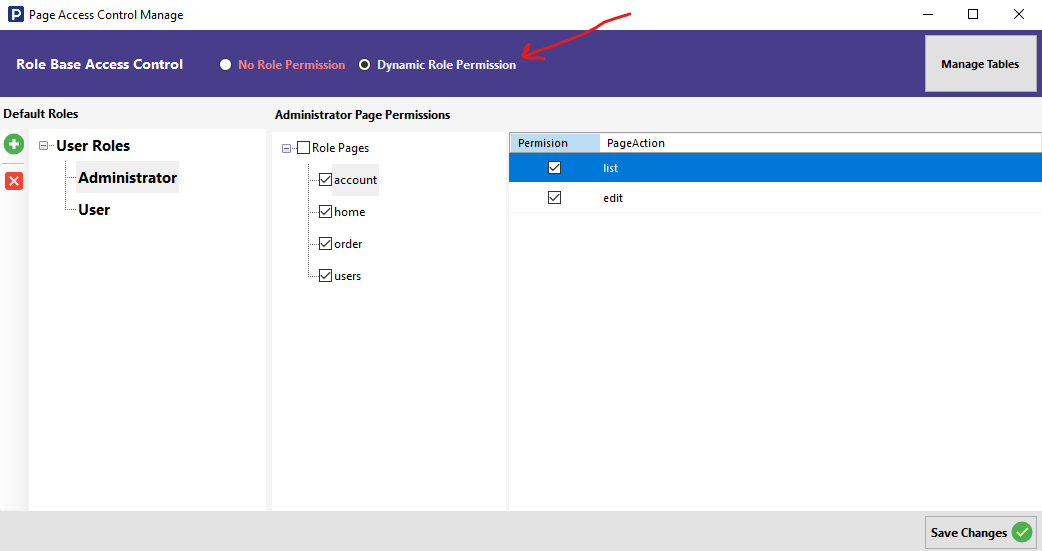 P Page Access Control Manage
Role Base Access Control No Role Permission Dynamic Role Permission Manage Tables
Default Roles
User Roles
Administrator
User
Administrator Page Permissions
Role Pages
account
home
order
users
Permision PageAction
list
edit
Save Changes